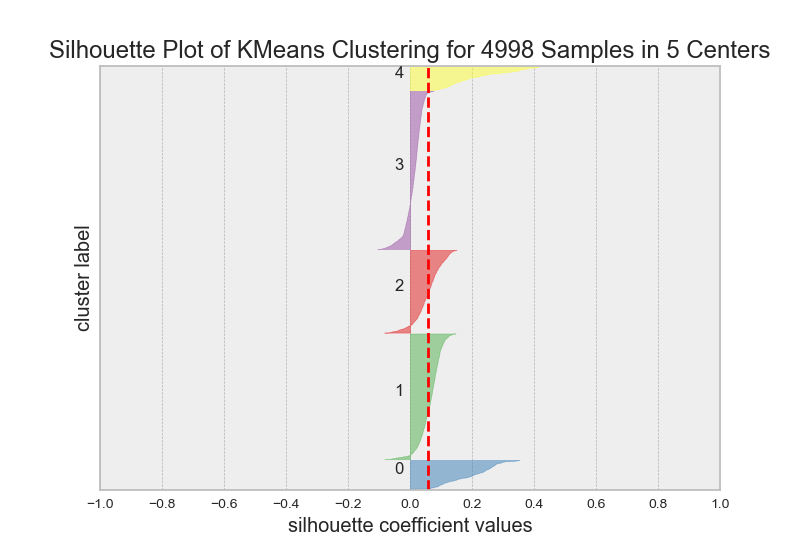 Silhouette Plot of KMeans Clustering for 4998 Samples in 5 Centers
4
3
2
1
0
cluster label
−1.0 −0.8 −0.6 −0.4 −0.2 0.0 0.2 0.4 0.6 0.8 1.0
silhouette coefficient values